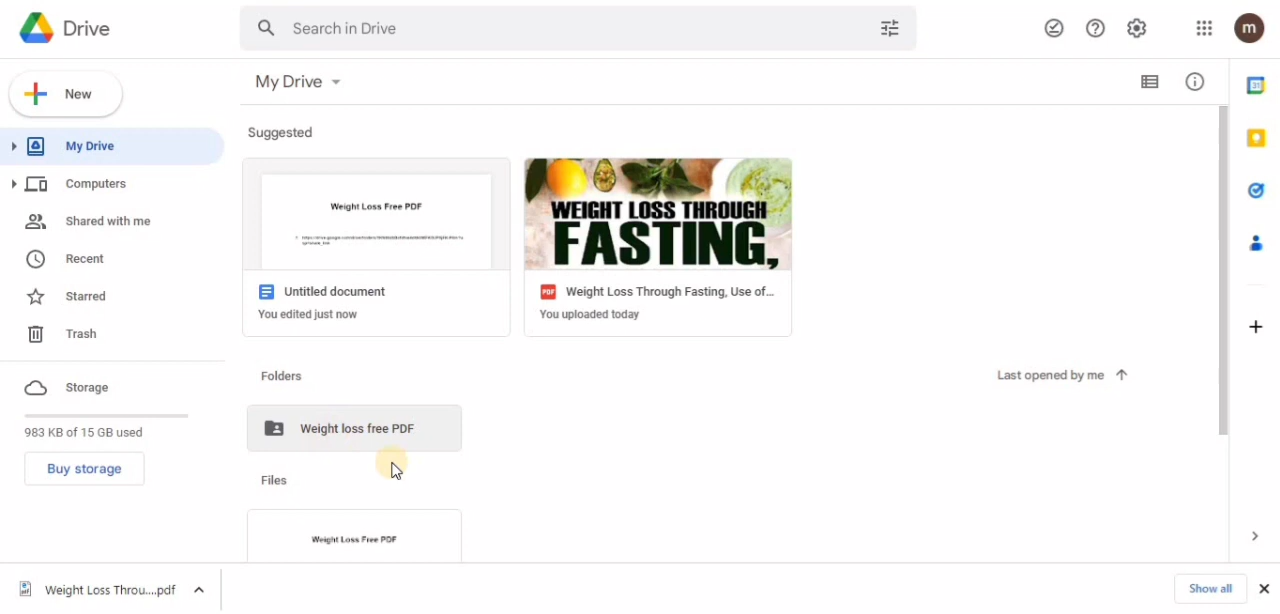 Drive
Search in Drive
m
New
My Drive
31
Suggested
My Drive
Computers
Shared with me
Recent
Starred
Trash
Storage
983 KB of 15 GB used
Buy storage
Weight Loss Free PDF
WEIGHT LOSS THROUGH
FASTING,
Untitled document
You edited just now
PDF
Weight Loss Through Fasting, Use of...
You uploaded today
Folders
Last opened by me
Weight loss free PDF
Files
Weight Loss Free PDF
Weight Loss Throu....pdf
Show all